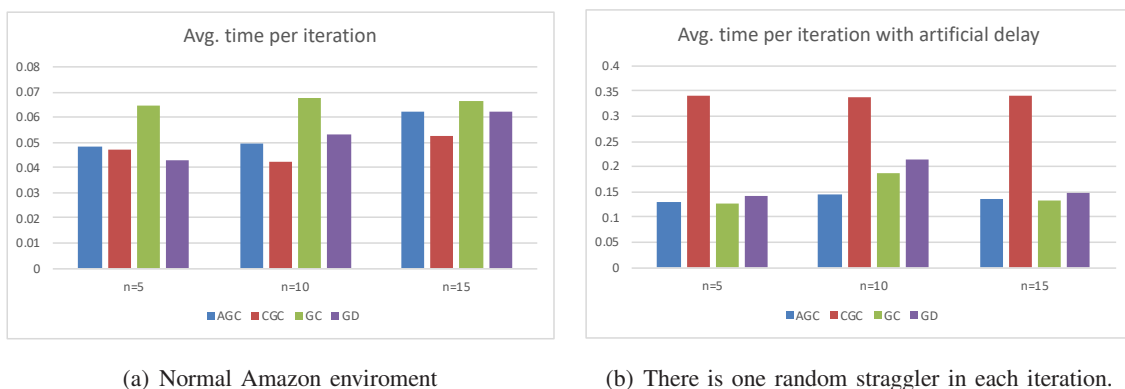 Avg. time per iteration
0.08
0.07
0.06
0.05
0.04
0.03
0.02
0.01
0
n=5 n=10 n=15
AGC CGC GC GD
(a) Normal Amazon enviroment
Avg. time per iteration with artificial delay
0.4
0.35
0.3
0.25
0.2
0.15
0.1
0.05
0
n=5 n=10 n=15
AGC CGC GC GD
(b) There is one random straggler in each iteration.